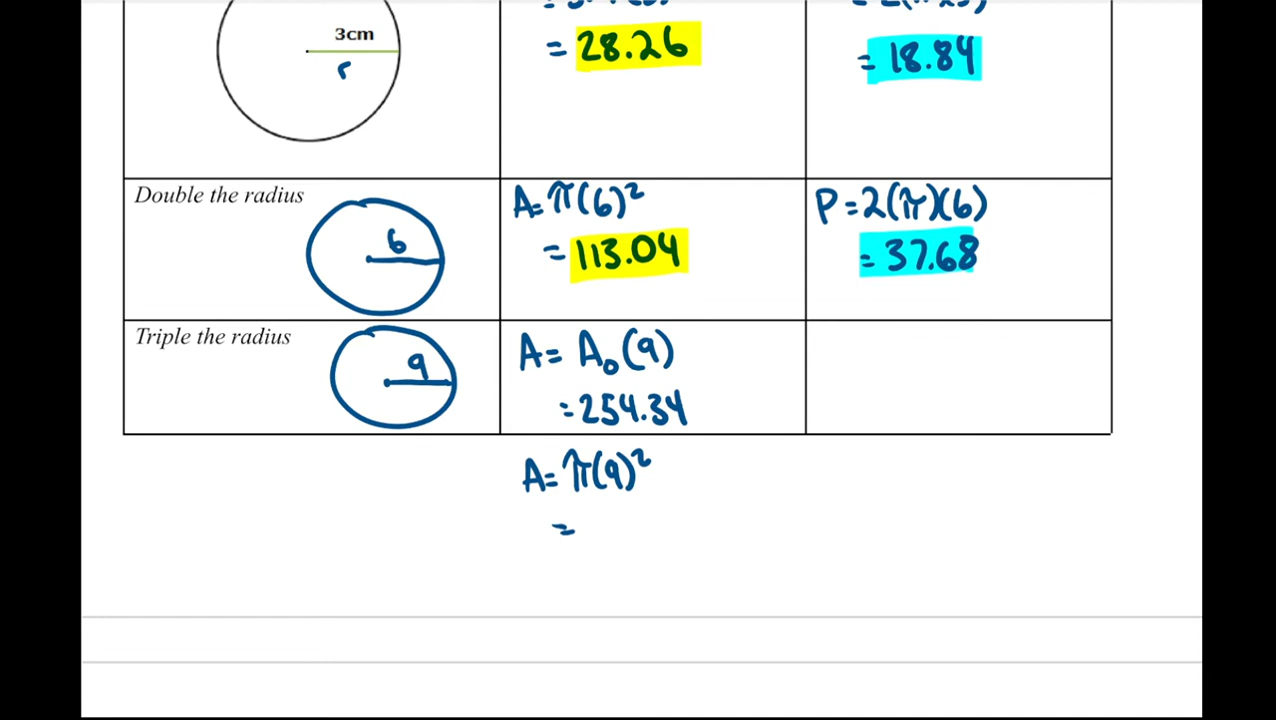 3cm
r
= 28.26
= 18.84
Double the radius
6
A=π(6)²
= 113.04
P=2(π)(6)
= 37.68
Triple the radius
9
A= A₀(9)
=254.34
A=π(9)²
=